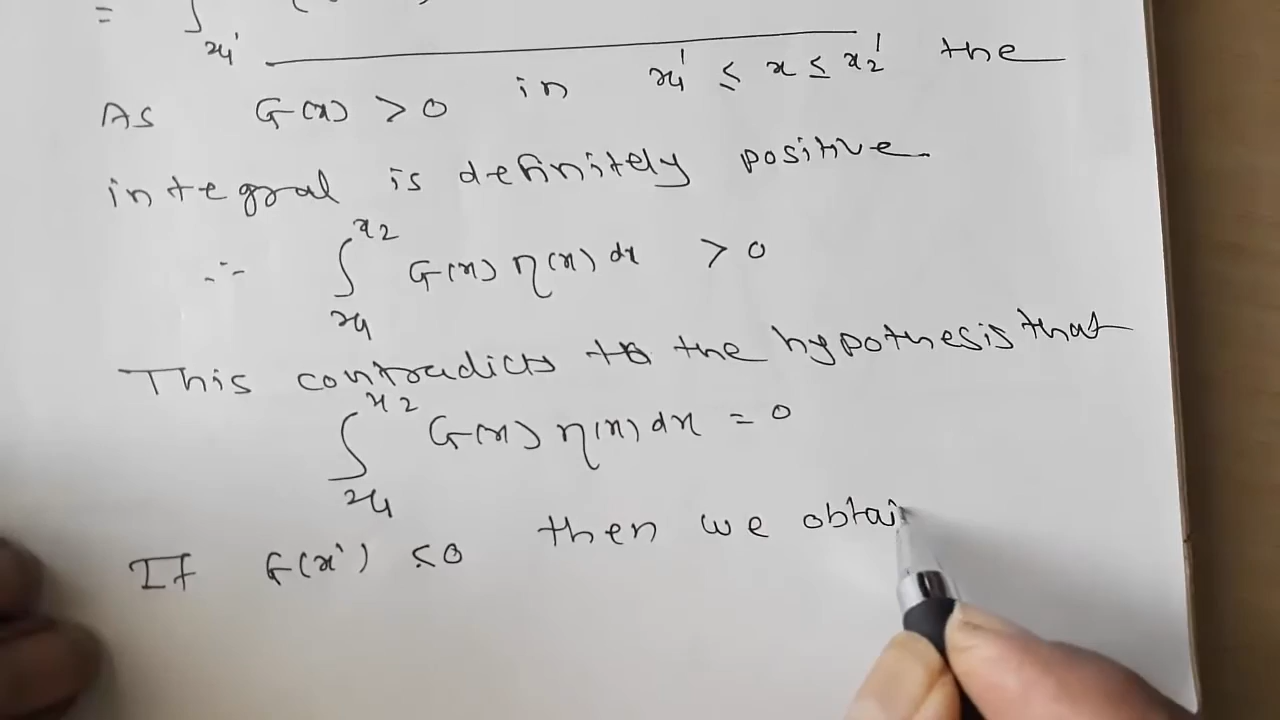 = ∫x₁'
As G(x) > 0 in x₁' ≤ x ≤ x₂' the
integral is definitely positive.
∴ ∫x₁^x₂ G(x) η(x) dx > 0
This contradicts to the hypothesis that
∫x₁^x₂ G(x) η(x) dx = 0
If G(x') < 0 then we obtain